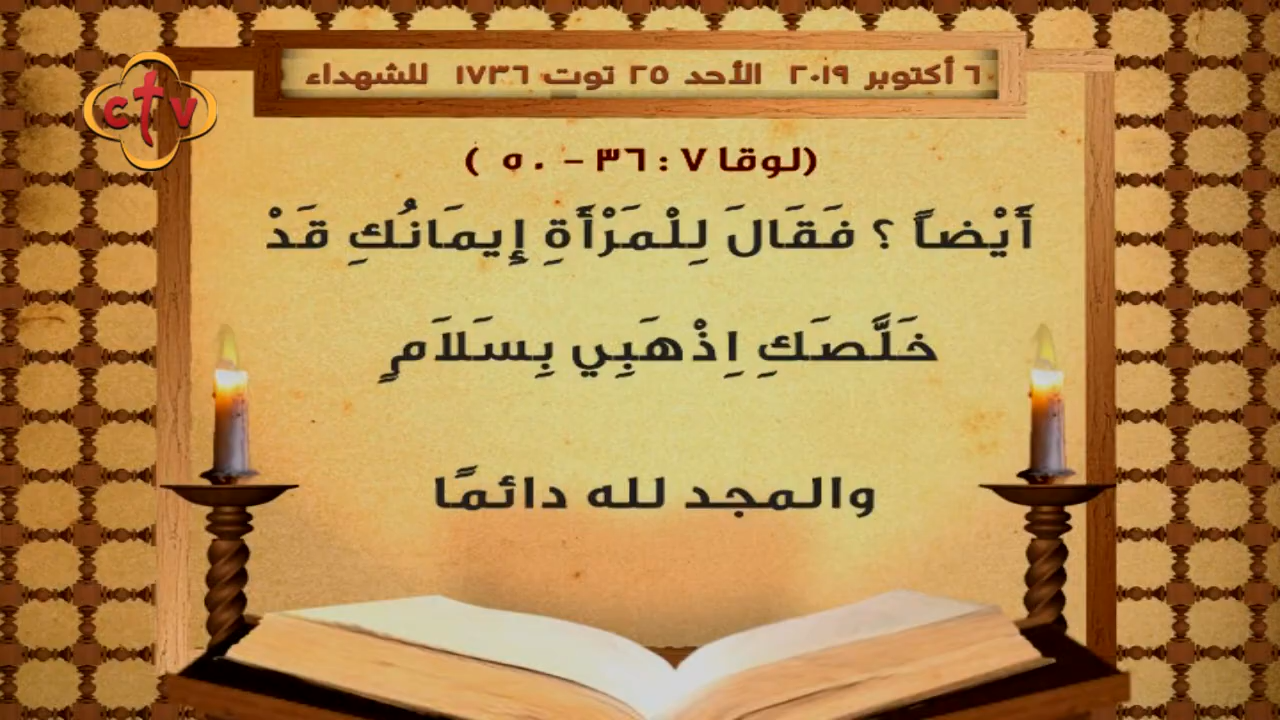 ctv
٦ أكتوبر ٢٠١٩ الأحد ٢٥ توت ١٧٣٦ للشهداء
(لوقا ٧ : ٣٦ - ٥٠ )
أَيْضاً ؟ فَقَالَ لِلْمَرْأَةِ إِيمَانُكِ قَدْ
خَلَّصَكِ اِذْهَبِي بِسَلاَمٍ
والمجد لله دائمًا